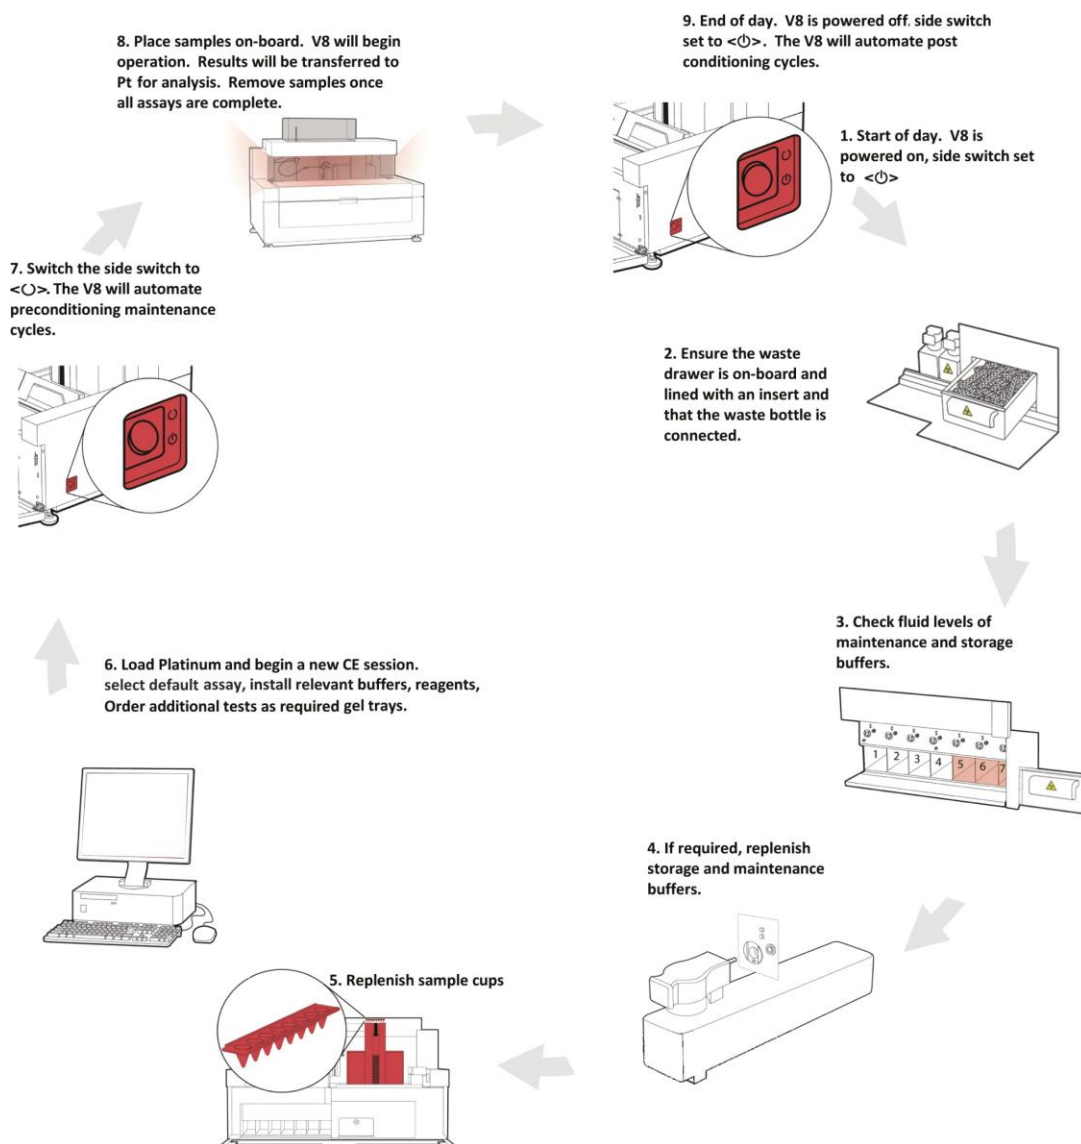 8. Place samples on-board.  V8 will begin
operation.  Results will be transferred to
Pt for analysis.  Remove samples once
all assays are complete.
9. End of day.  V8 is powered off, side switch
set to <⏻>.  The V8 will automate post
conditioning cycles.
1. Start of day.  V8 is
powered on, side switch set
to  <⏻>
7. Switch the side switch to
<⭘>. The V8 will automate
preconditioning maintenance
cycles.
2. Ensure the waste
drawer is on-board and
lined with an insert and
that the waste bottle is
connected.
3. Check fluid levels of
maintenance and storage
buffers.
1 2 3 4 5 6 7
6. Load Platinum and begin a new CE session.
select default assay, install relevant buffers, reagents,
Order additional tests as required gel trays.
4. If required, replenish
storage and maintenance
buffers.
5. Replenish sample cups